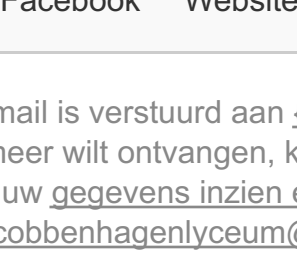 Facebook Website
mail is verstuurd aan <
meer wilt ontvangen, k
uw gegevens inzien e
cobbenhagenlyceum@